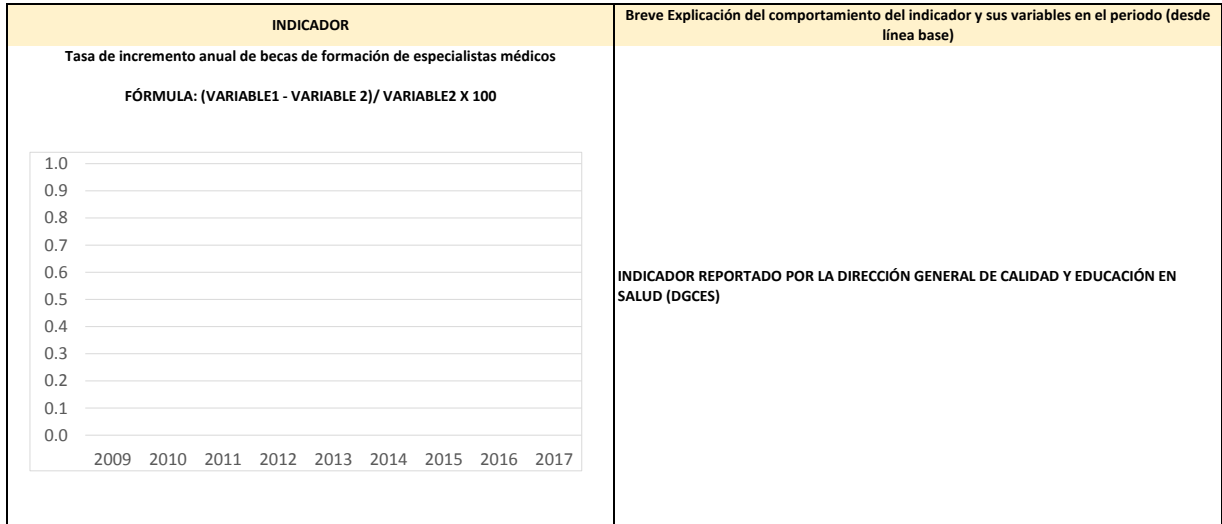 INDICADOR
Breve Explicación del comportamiento del indicador y sus variables en el periodo (desde
línea base)
Tasa de incremento anual de becas de formación de especialistas médicos
FÓRMULA: (VARIABLE1 - VARIABLE 2)/ VARIABLE2 X 100
1.0
0.9
0.8
0.7
0.6
0.5
0.4
0.3
0.2
0.1
0.0
2009 2010 2011 2012 2013 2014 2015 2016 2017
INDICADOR REPORTADO POR LA DIRECCIÓN GENERAL DE CALIDAD Y EDUCACIÓN EN
SALUD (DGCES)